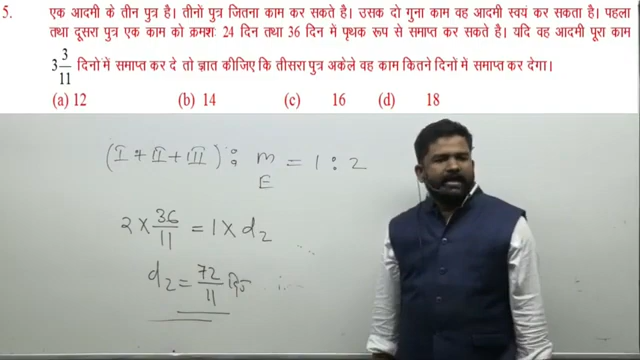 5. एक आदमी के तीन पुत्र है। तीनों पुत्र जितना काम कर सकते है। उसक दो गुना काम वह आदमी स्वयं कर सकता है। पहला
तथा दूसरा पुत्र एक काम को क्रमशः 24 दिन तथा 36 दिन में पृथक रूप से समाप्त कर सकते है। यदि वह आदमी पूरा काम
3 3/11 दिनों में समाप्त कर दे तो ज्ञात कीजिए कि तीसरा पुत्र अकेले वह काम कितने दिनों में समाप्त कर देगा।
(a) 12 (b) 14 (c) 16 (d) 18
(I + II + III) : m = 1 : 2
E
2 × 36/11 = 1 × d₂
d₂ = 72/11 दिन